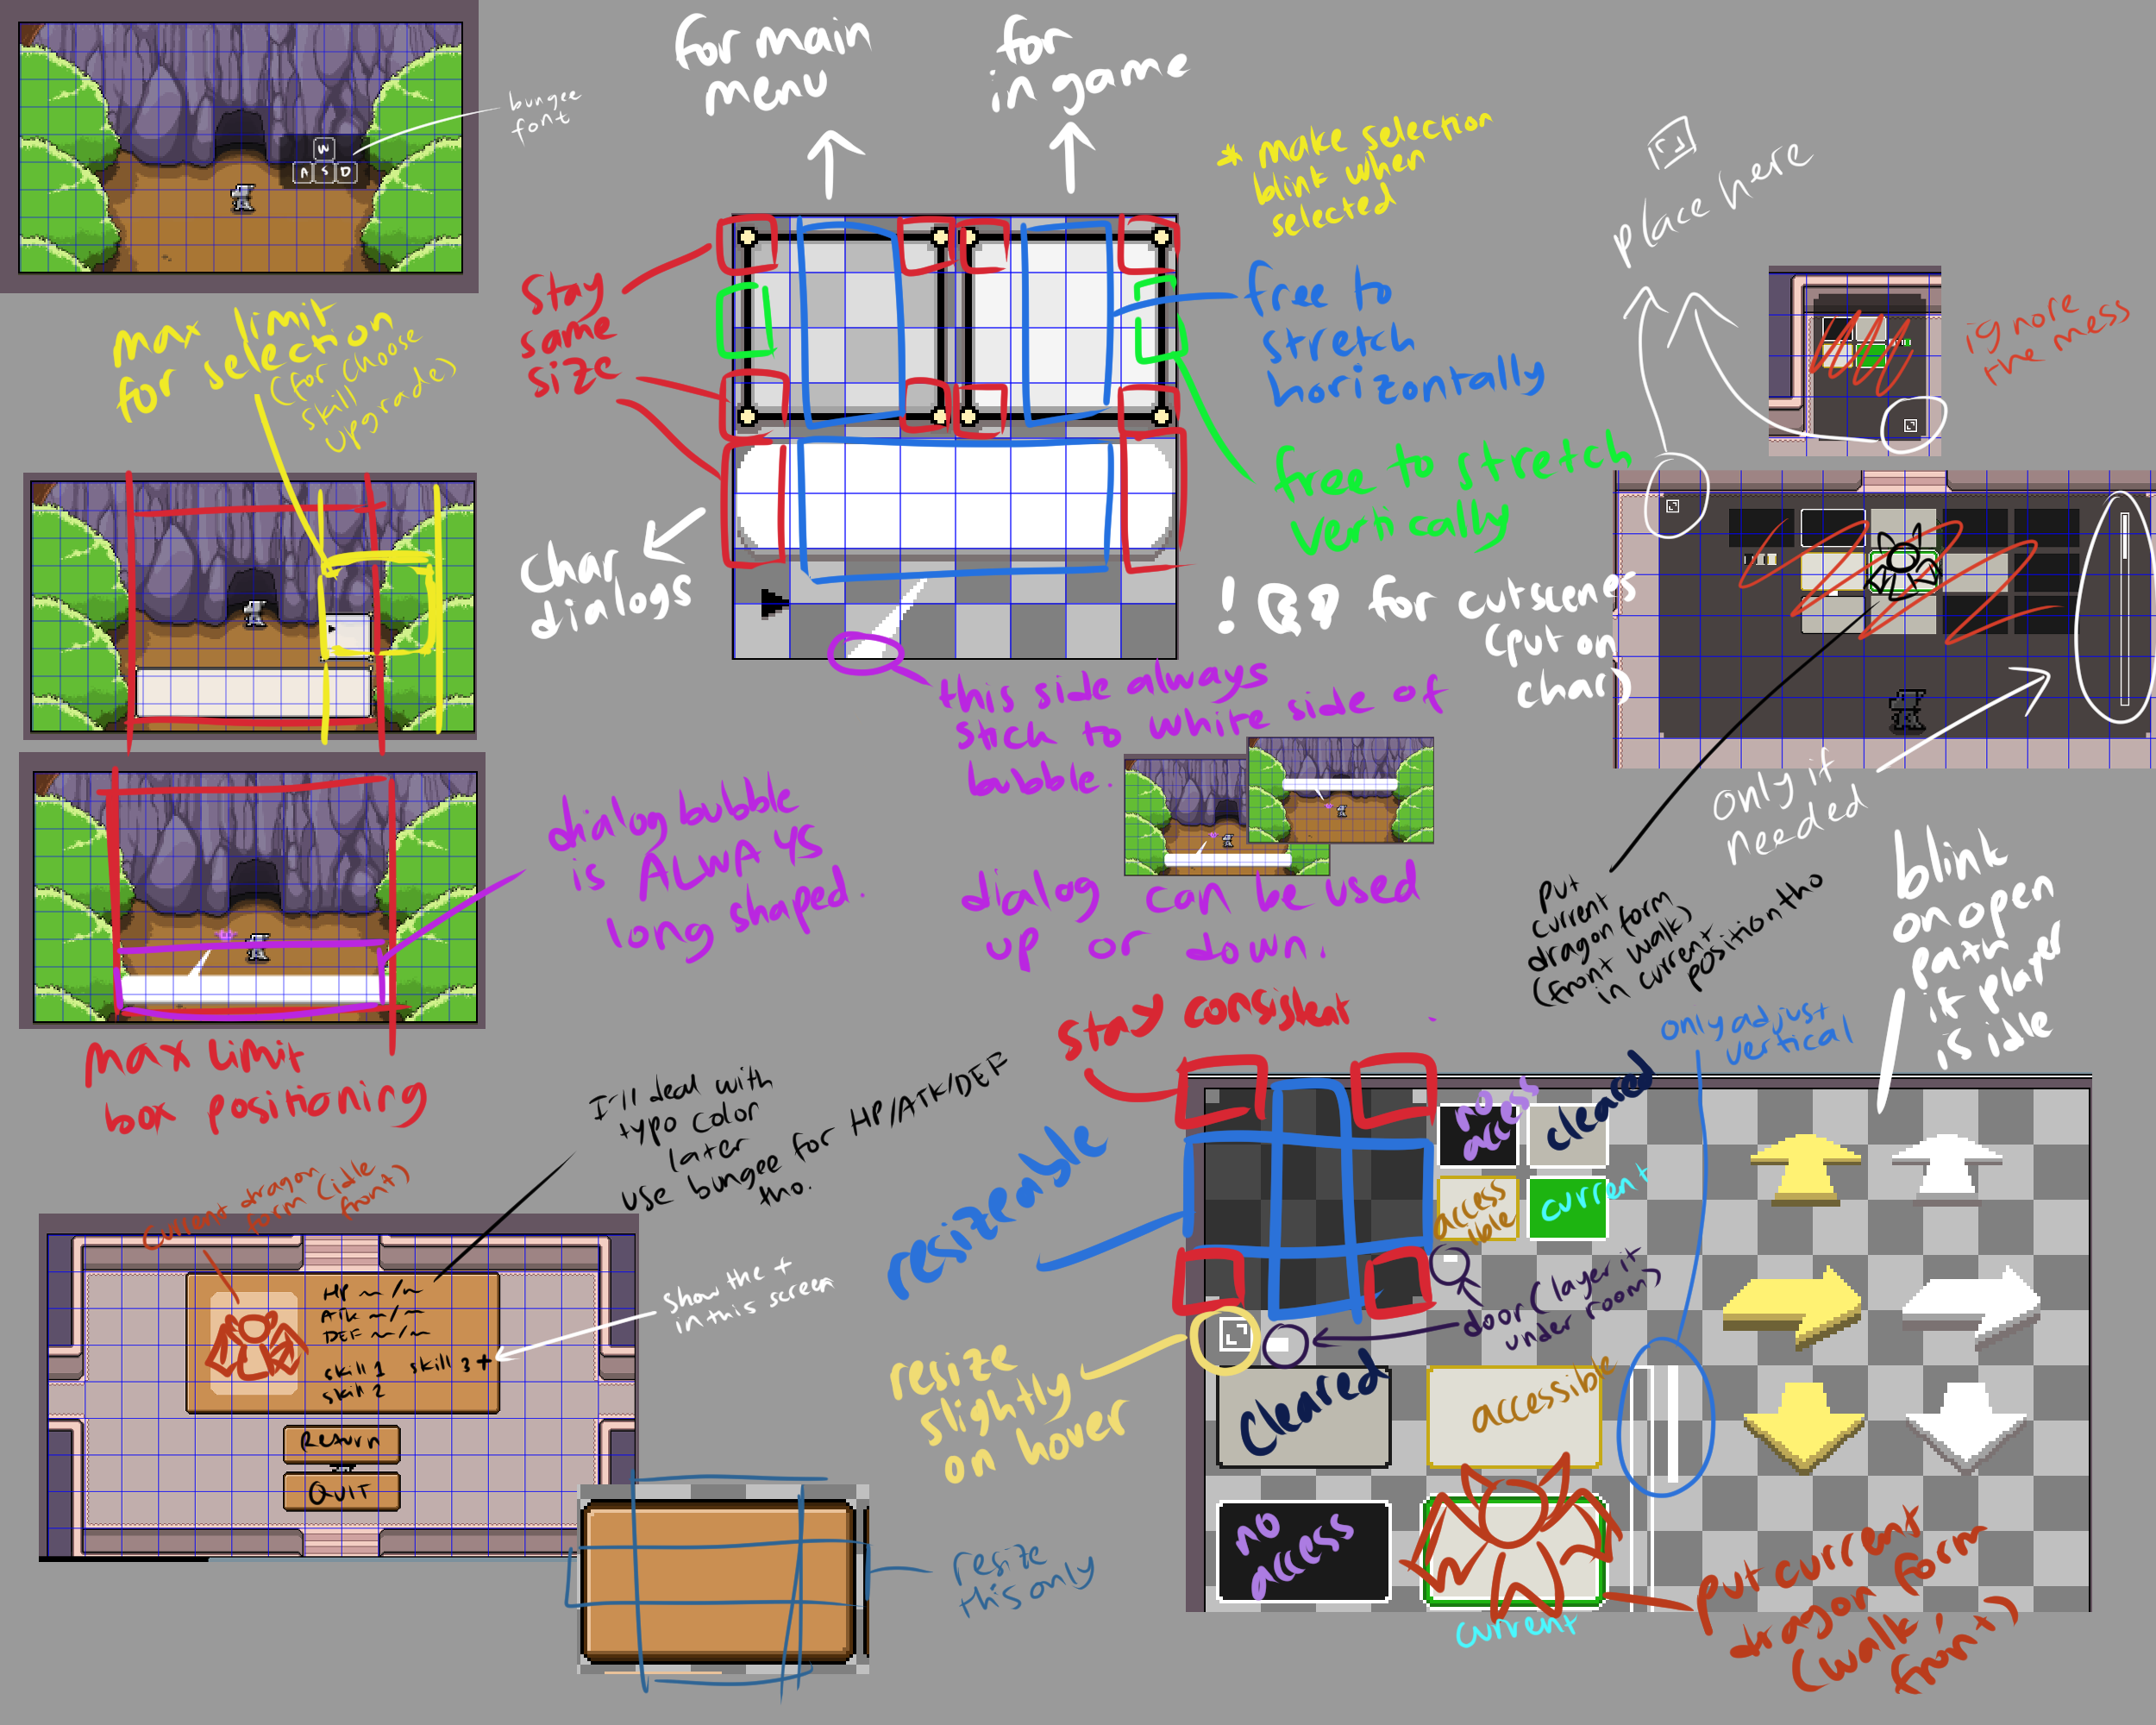 for main
menu
for
in game
bungee
font
W
A S D
* make selection
blink when
selected
place here
ignore
the mess
max limit
for selection
(for choose
skill
upgrade)
stay
same
size
free to
stretch
horizontally
free to stretch
vertically
char
dialogs
! for cutscenes
(put on
char)
this side always
stick to white side of
bubble.
only if
needed
dialog bubble
is ALWAYS
long shaped.
dialog can be used
up or down.
put
current
dragon form
(front walk)
in current
position tho
blink
on open
path
if player
is idle
max limit
box positioning
I'll deal with
typo color
later
use bungee for HP/ATK/DEF
tho.
stay consistent
only adjust
vertical
current dragon
form (idle
front)
HP ~/~
ATK ~/~
DEF ~/~
skill 1 skill 3 +
skill 2
Return
QUIT
show the +
in this screen
resizeable
no
access
cleared
accessible
current
door (layer it
under room)
resize
slightly
on hover
cleared
accessible
no
access
current
put current
dragon form
(walk,
front)
resize
this only